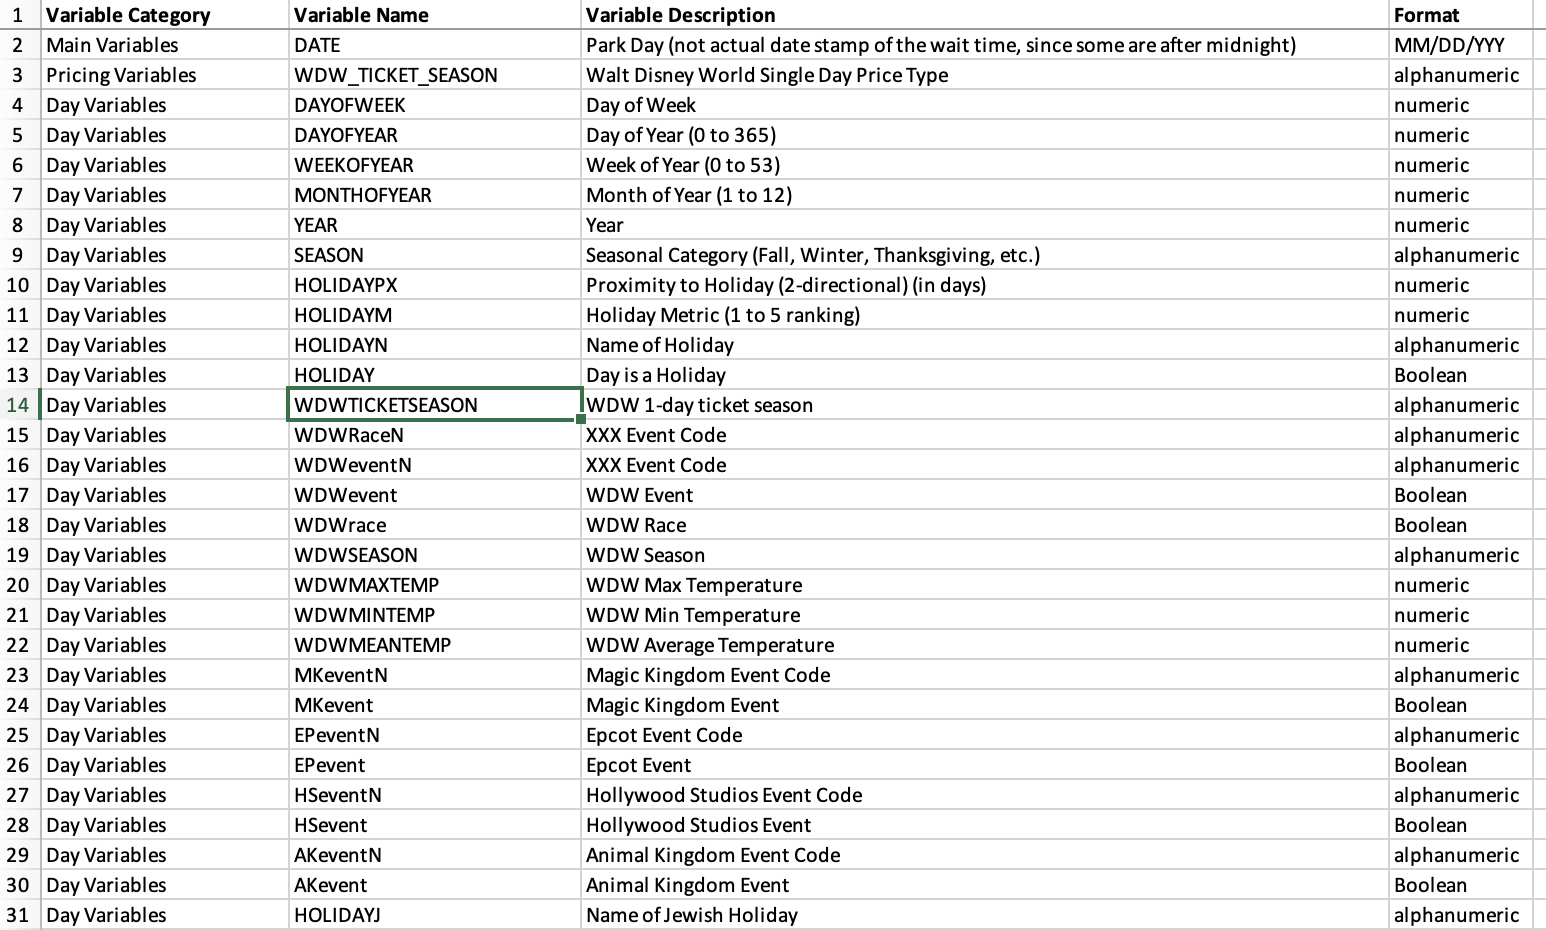 1 Variable Category Variable Name Variable Description Format
2 Main Variables DATE Park Day (not actual date stamp of the wait time, since some are after midnight) MM/DD/YYY
3 Pricing Variables WDW_TICKET_SEASON Walt Disney World Single Day Price Type alphanumeric
4 Day Variables DAYOFWEEK Day of Week numeric
5 Day Variables DAYOFYEAR Day of Year (0 to 365) numeric
6 Day Variables WEEKOFYEAR Week of Year (0 to 53) numeric
7 Day Variables MONTHOFYEAR Month of Year (1 to 12) numeric
8 Day Variables YEAR Year numeric
9 Day Variables SEASON Seasonal Category (Fall, Winter, Thanksgiving, etc.) alphanumeric
10 Day Variables HOLIDAYPX Proximity to Holiday (2-directional) (in days) numeric
11 Day Variables HOLIDAYM Holiday Metric (1 to 5 ranking) numeric
12 Day Variables HOLIDAYN Name of Holiday alphanumeric
13 Day Variables HOLIDAY Day is a Holiday Boolean
14 Day Variables WDWTICKETSEASON WDW 1-day ticket season alphanumeric
15 Day Variables WDWRaceN XXX Event Code alphanumeric
16 Day Variables WDWeventN XXX Event Code alphanumeric
17 Day Variables WDWevent WDW Event Boolean
18 Day Variables WDWrace WDW Race Boolean
19 Day Variables WDWSEASON WDW Season alphanumeric
20 Day Variables WDWMAXTEMP WDW Max Temperature numeric
21 Day Variables WDWMINTEMP WDW Min Temperature numeric
22 Day Variables WDWMEANTEMP WDW Average Temperature numeric
23 Day Variables MKeventN Magic Kingdom Event Code alphanumeric
24 Day Variables MKevent Magic Kingdom Event Boolean
25 Day Variables EPeventN Epcot Event Code alphanumeric
26 Day Variables EPevent Epcot Event Boolean
27 Day Variables HSeventN Hollywood Studios Event Code alphanumeric
28 Day Variables HSevent Hollywood Studios Event Boolean
29 Day Variables AKeventN Animal Kingdom Event Code alphanumeric
30 Day Variables AKevent Animal Kingdom Event Boolean
31 Day Variables HOLIDAYJ Name of Jewish Holiday alphanumeric